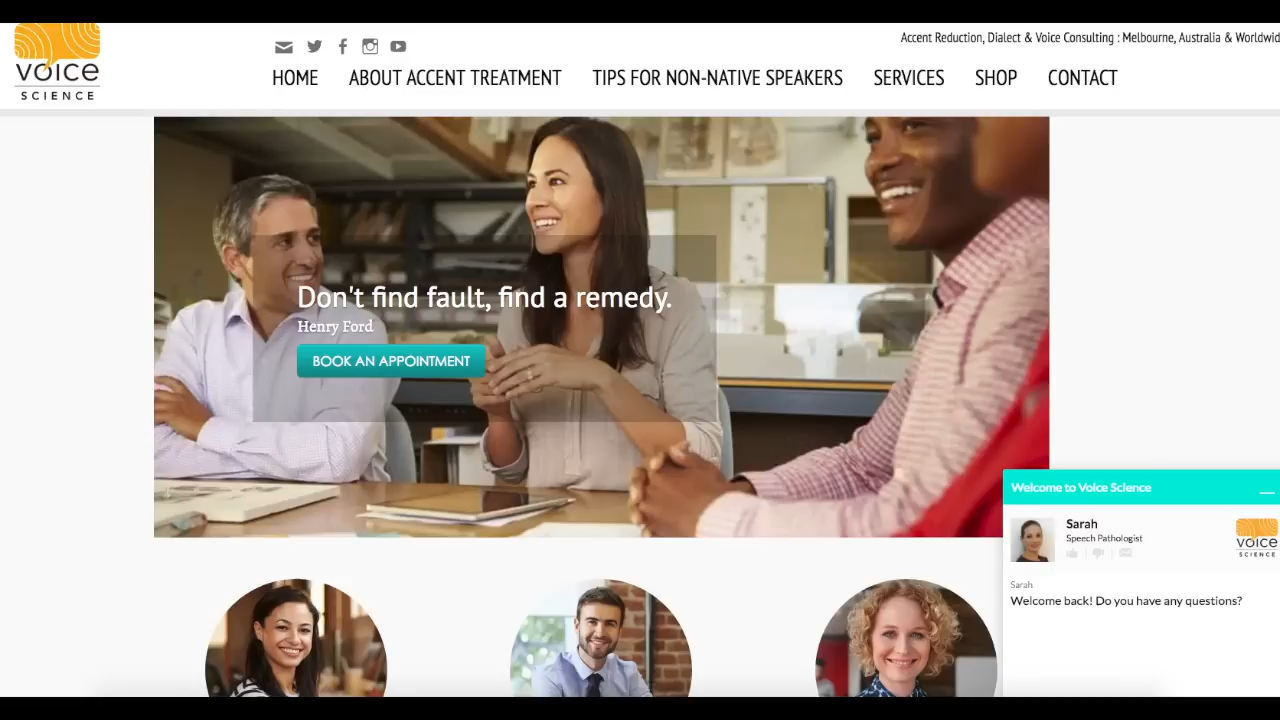 voice
SCIENCE
Accent Reduction, Dialect & Voice Consulting : Melbourne, Australia & Worldwid
HOME ABOUT ACCENT TREATMENT TIPS FOR NON-NATIVE SPEAKERS SERVICES SHOP CONTACT
Don't find fault, find a remedy.
Henry Ford
BOOK AN APPOINTMENT
Welcome to Voice Science
Sarah
Speech Pathologist
voice
SCIENCE
Sarah
Welcome back! Do you have any questions?